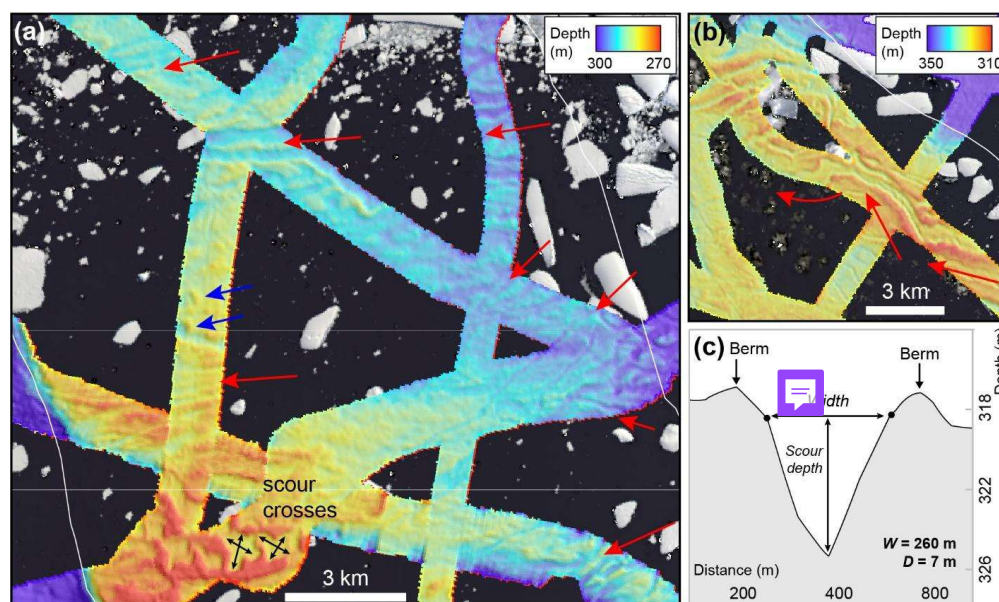 (a)
Depth
(m)
300 270
scour
crosses
3 km
(b)
Depth
(m)
350 310
3 km
(c)
Berm
Berm
Scour
depth
W = 260 m
D = 7 m
Distance (m)
200 400 800
318
322
326